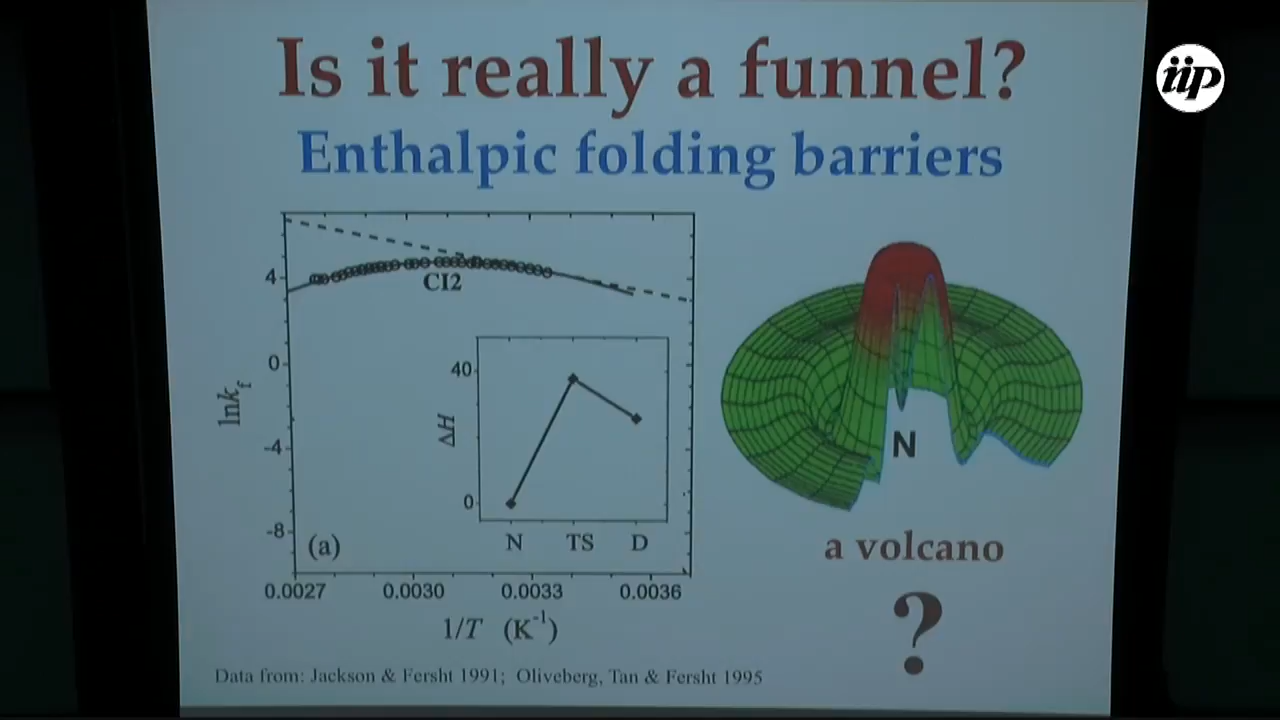 Is it really a funnel?
iip
Enthalpic folding barriers
4
0
-4
-8
lnkf
CI2
40
0
ΔH
N TS D
(a)
0.0027 0.0030 0.0033 0.0036
1/T (K-1)
N
a volcano
?
Data from: Jackson & Fersht 1991; Oliveberg, Tan & Fersht 1995